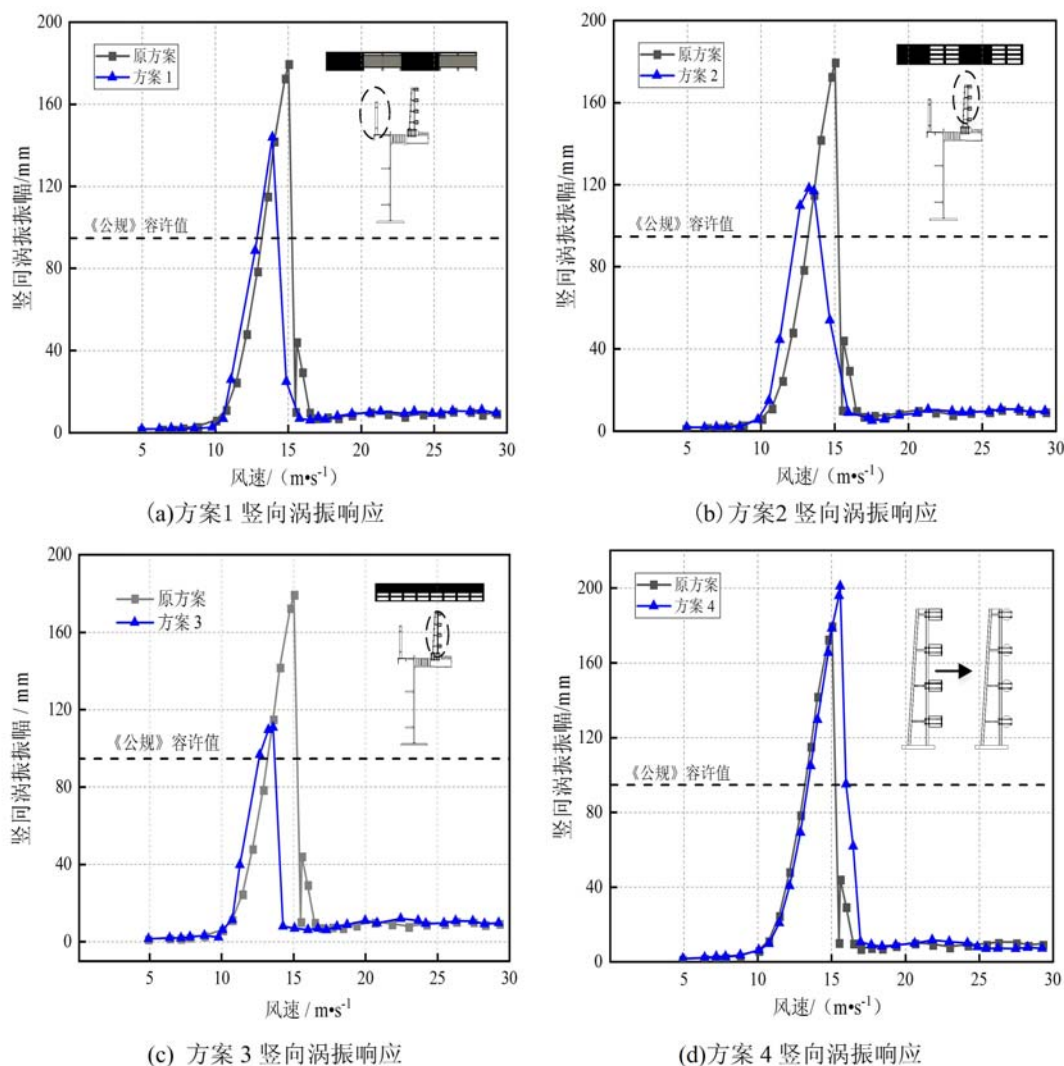 200
160
120
80
40
0
竖向涡振振幅/mm
原方案
方案 1
《公规》容许值
5 10 15 20 25 30
风速/（m•s-1）
(a)方案1 竖向涡振响应
200
160
120
80
40
0
竖向涡振振幅/mm
原方案
方案 2
《公规》容许值
5 10 15 20 25 30
风速/（m•s-1）
(b)方案2 竖向涡振响应
200
160
120
80
40
0
竖向涡振振幅 / mm
原方案
方案 3
《公规》容许值
5 10 15 20 25 30
风速 / m•s-1
(c) 方案 3 竖向涡振响应
200
160
120
80
40
0
竖向涡振振幅/mm
原方案
方案 4
《公规》容许值
5 10 15 20 25 30
风速/（m•s-1）
(d)方案 4 竖向涡振响应